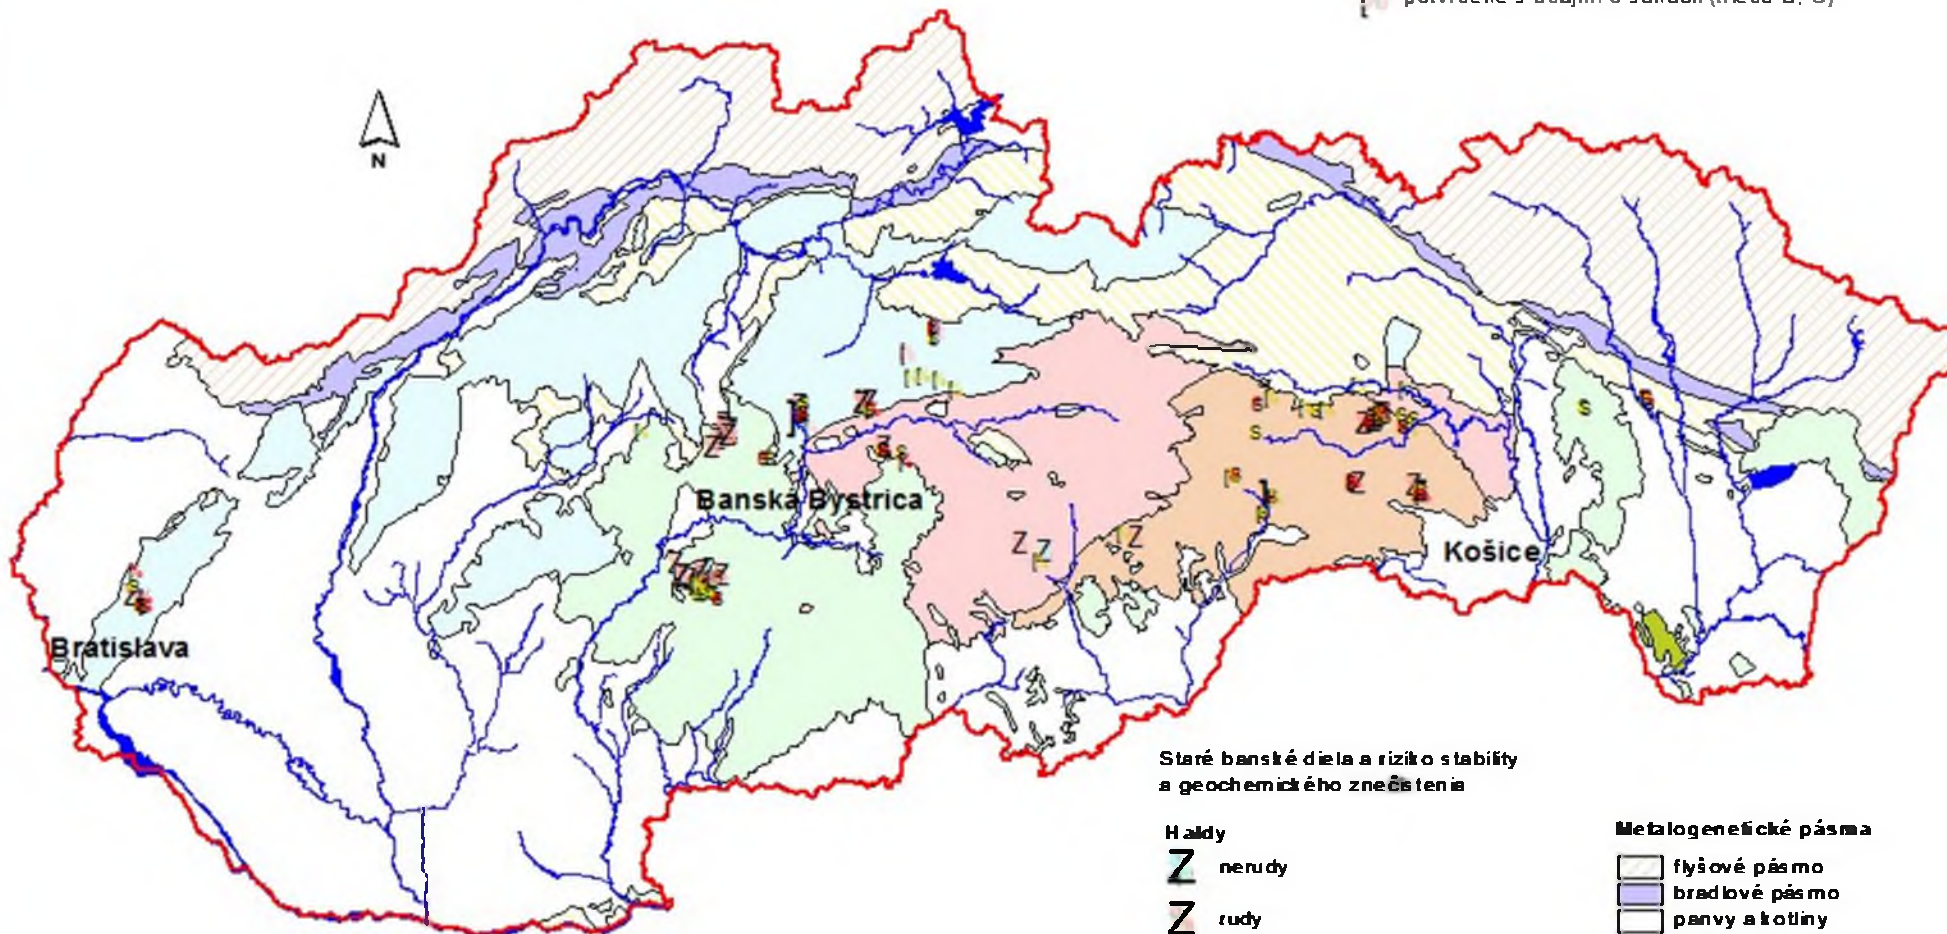 N
Banská Bystrica
Košice
Bratislava
Staré banské diela a riziko stability
a geochemického znečistenia
Haldy
Z nerudy
Z rudy
Metalogenetické pásma
flyšové pásmo
bradlové pásmo
panvy a kotliny